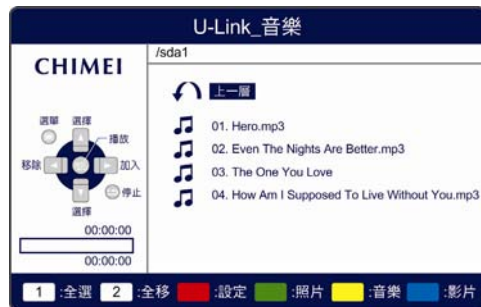 U-Link_音樂
CHIMEI
/sda1
上一層
選單 選擇
播放
移除 加入
停止
選擇
01. Hero.mp3
02. Even The Nights Are Better.mp3
03. The One You Love
04. How Am I Supposed To Live Without You.mp3
00:00:00
00:00:00
1 :全選 2 :全移 :設定 :照片 :音樂 :影片